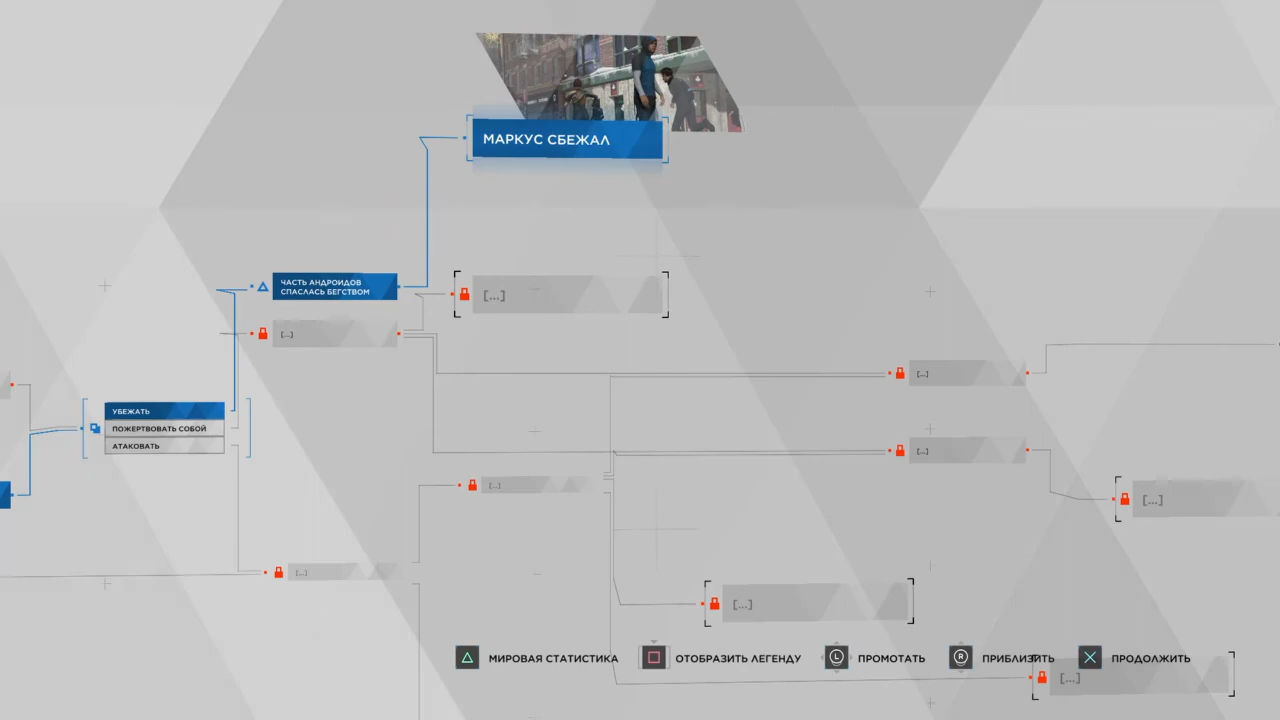 МАРКУС СБЕЖАЛ
ЧАСТЬ АНДРОИДОВ
СПАСЛАСЬ БЕГСТВОМ
[...]
[...]
[...]
УБЕЖАТЬ
ПОЖЕРТВОВАТЬ СОБОЙ
АТАКОВАТЬ
[...]
[...]
[...]
[...]
[...]
МИРОВАЯ СТАТИСТИКА
ОТОБРАЗИТЬ ЛЕГЕНДУ
L ПРОМОТАТЬ
R ПРИБЛИЗИТЬ
ПРОДОЛЖИТЬ
[...]